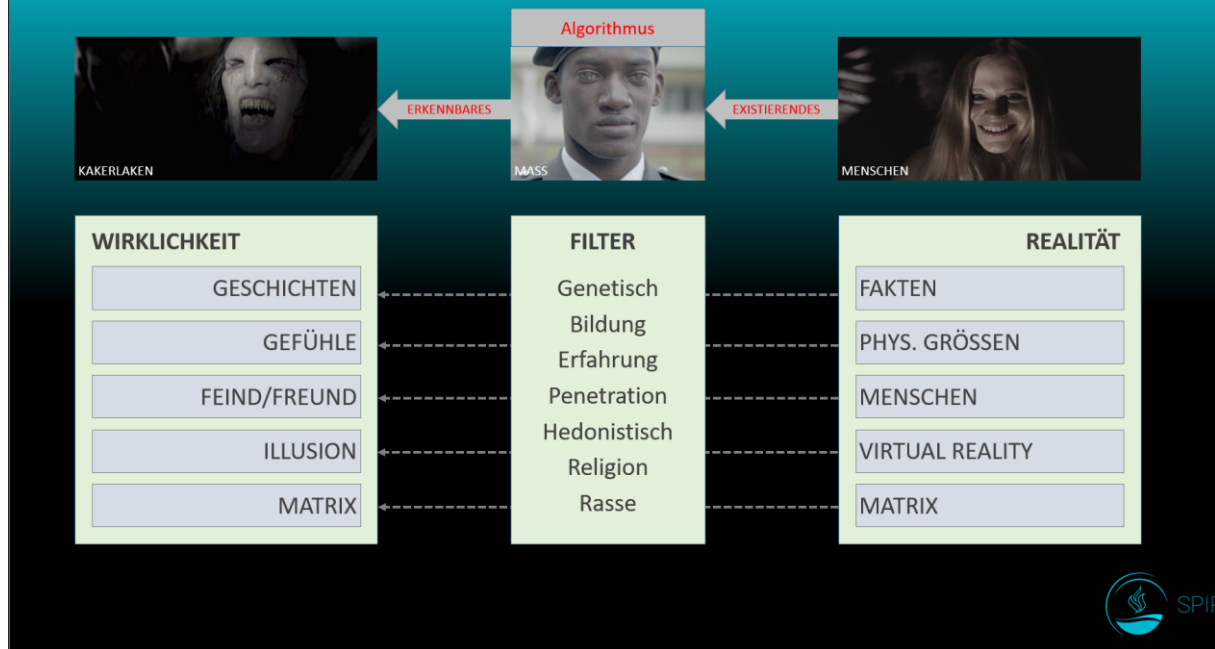 Algorithmus
ERKENNBARES
EXISTIERENDES
KAKERLAKEN
MASS
MENSCHEN
WIRKLICHKEIT
GESCHICHTEN
GEFÜHLE
FEIND/FREUND
ILLUSION
MATRIX
FILTER
Genetisch
Bildung
Erfahrung
Penetration
Hedonistisch
Religion
Rasse
REALITÄT
FAKTEN
PHYS. GRÖSSEN
MENSCHEN
VIRTUAL REALITY
MATRIX